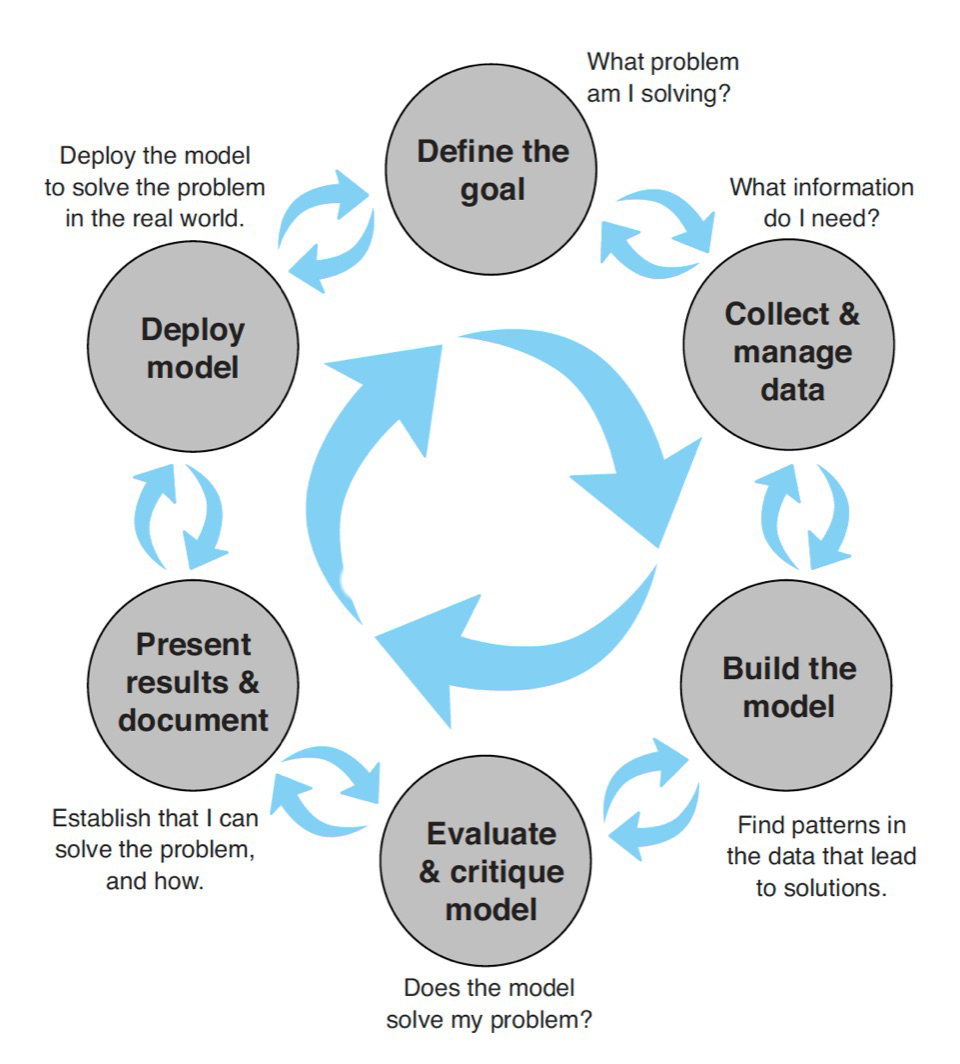 What problem
am I solving?
Define the
goal
What information
do I need?
Collect &
manage
data
Build the
model
Find patterns in
the data that lead
to solutions.
Evaluate
& critique
model
Does the model
solve my problem?
Present
results &
document
Establish that I can
solve the problem,
and how.
Deploy the model
to solve the problem
in the real world.
Deploy
model